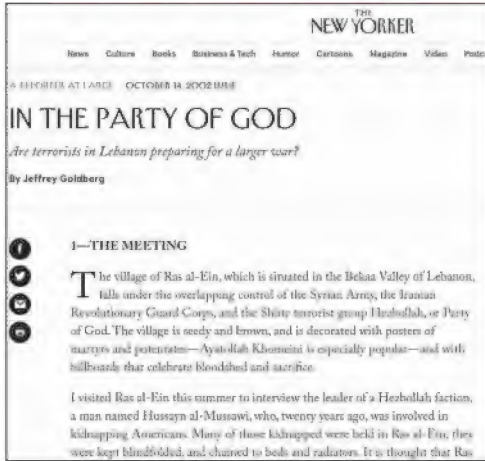 THE
NEW YORKER
News Culture Books Business & Tech Humor Cartoons Magazine Video Podc
A REPORTER AT LARGE OCTOBER 14, 2002 ISSUE
IN THE PARTY OF GOD
Are terrorists in Lebanon preparing for a larger war?
By Jeffrey Goldberg
1—THE MEETING
The village of Ras al-Ein, which is situated in the Bekaa Valley of Lebanon,
falls under the overlapping control of the Syrian Army, the Iranian
Revolutionary Guard Corps, and the Shiite terrorist group Hezbollah, or Party
of God. The village is seedy and brown, and is decorated with posters of
martyrs and potentates—Ayatollah Khomeini is especially popular—and with
billboards that celebrate bloodshed and sacrifice.
I visited Ras al-Ein this summer to interview the leader of a Hezbollah faction,
a man named Hussayn al-Mussawi, who, twenty years ago, was involved in
kidnapping Americans. Many of those kidnapped were held in Ras al-Ein; they
were kept blindfolded, and chained to beds and radiators. It is thought that Ras